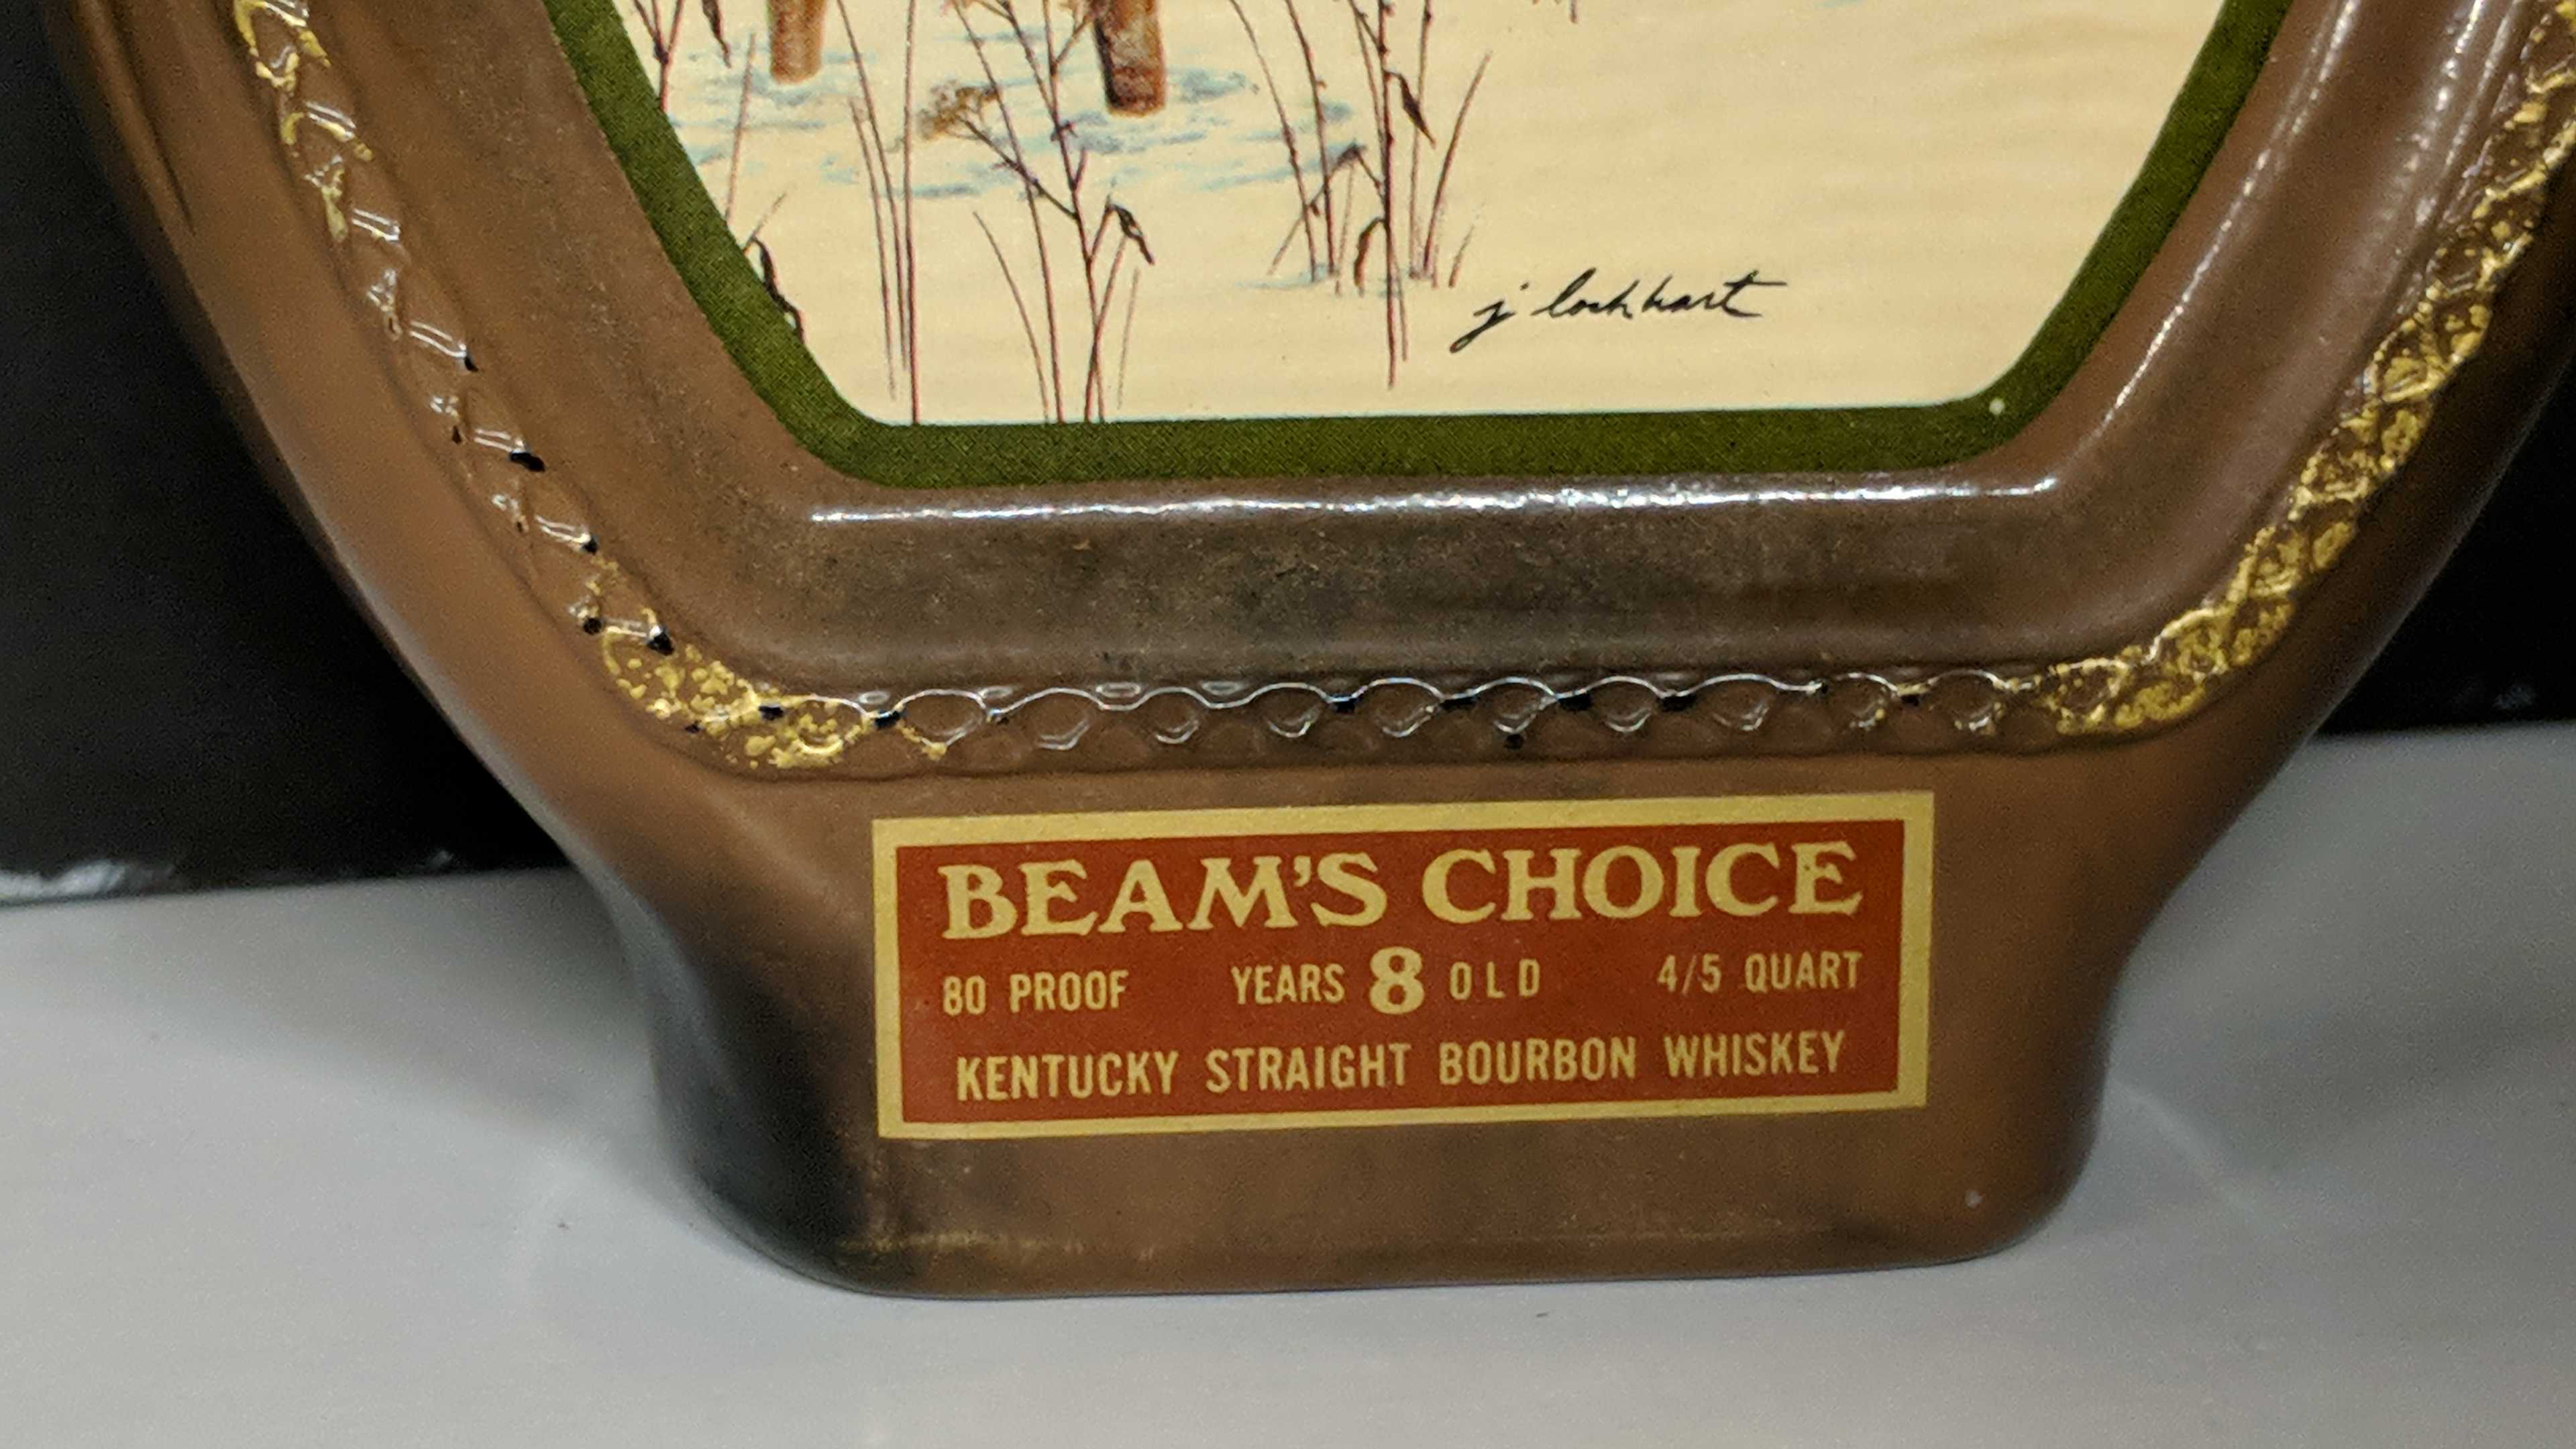 j lockhart
BEAM'S CHOICE
80 PROOF YEARS 8 OLD 4/5 QUART
KENTUCKY STRAIGHT BOURBON WHISKEY